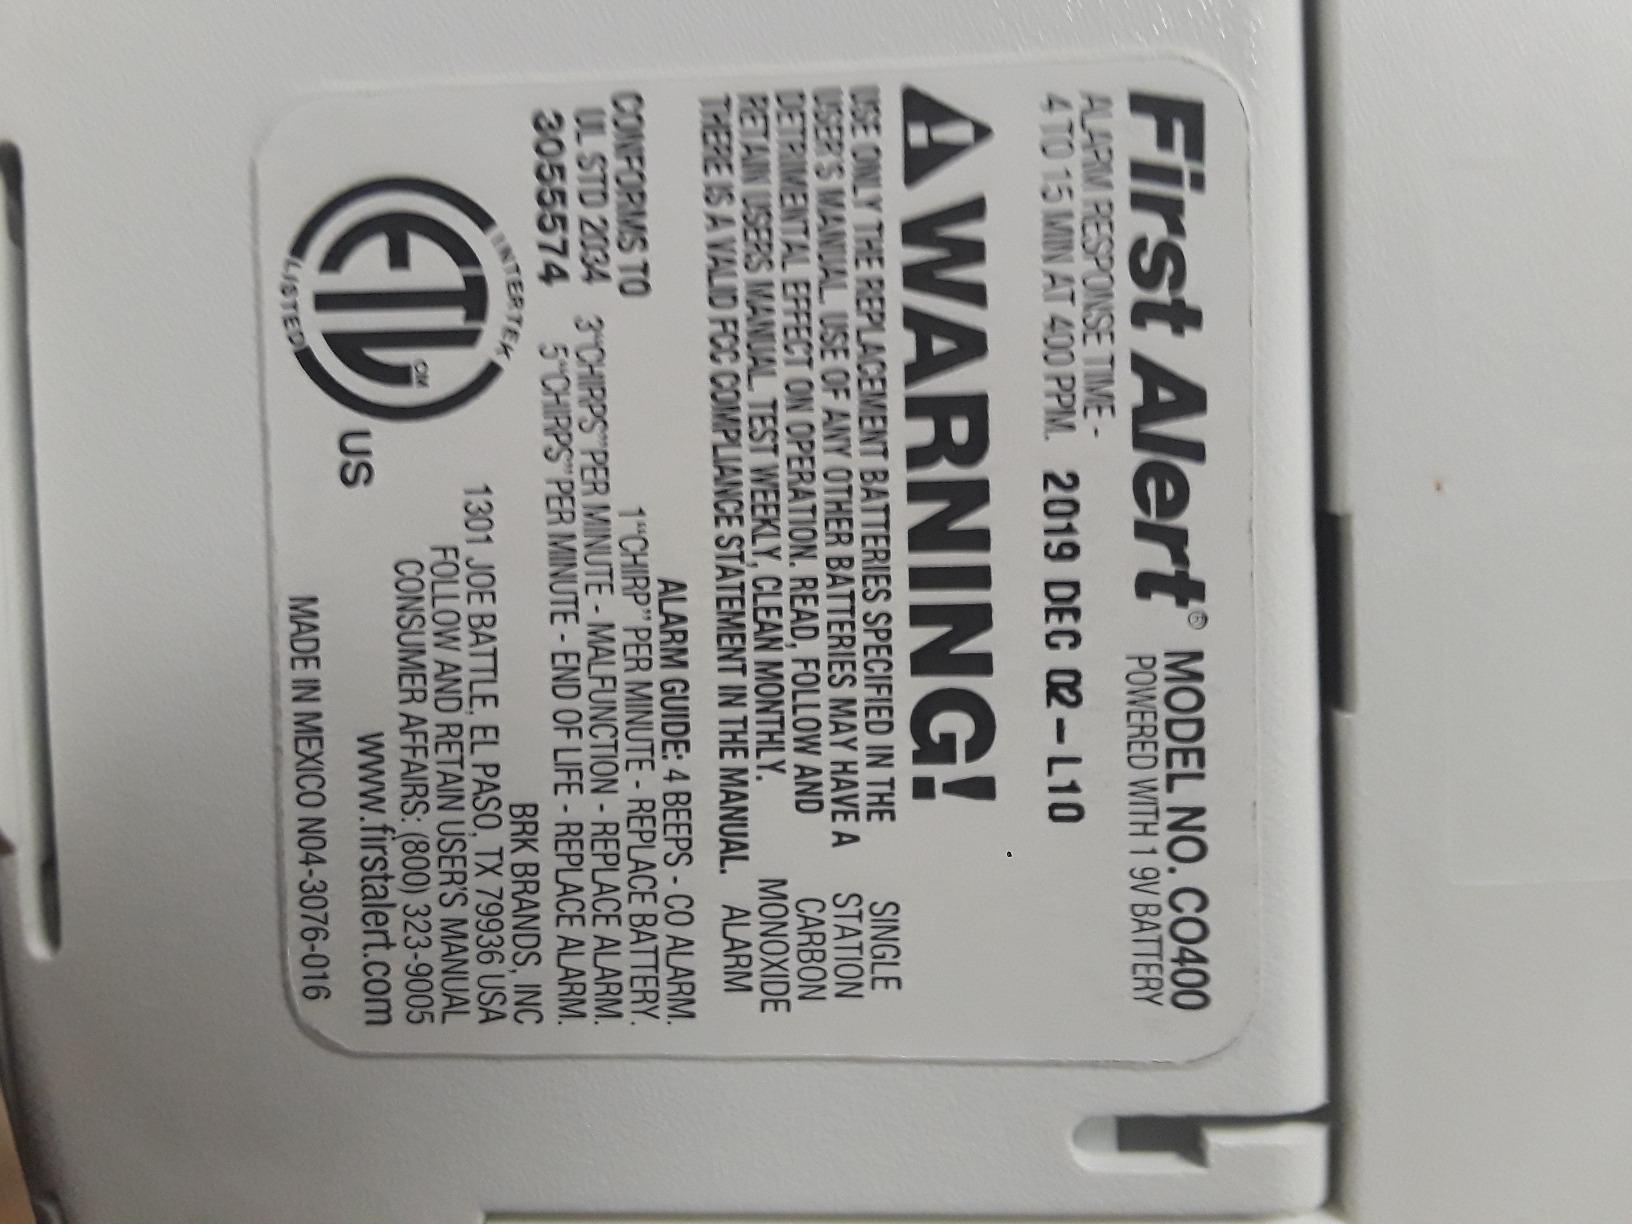 First Alert® MODEL NO. CO400
ALARM RESPONSE TIME - POWERED WITH 1 9V BATTERY
4 TO 15 MIN AT 400 PPM. 2019 DEC 02-L10
WARNING!
USE ONLY THE REPLACEMENT BATTERIES SPECIFIED IN THE
USER'S MANUAL. USE OF ANY OTHER BATTERIES MAY HAVE A
DETRIMENTAL EFFECT ON OPERATION. READ, FOLLOW AND
RETAIN USERS MANUAL. TEST WEEKLY, CLEAN MONTHLY.
THERE IS A VALID FCC COMPLIANCE STATEMENT IN THE MANUAL.
SINGLE
STATION
CARBON
MONOXIDE
ALARM
CONFORMS TO
UL STD 2034
3055574
ALARM GUIDE: 4 BEEPS - CO ALARM.
1"CHIRP" PER MINUTE - REPLACE BATTERY.
3"CHIRPS"PER MINUTE - MALFUNCTION - REPLACE ALARM.
5"CHIRPS"PER MINUTE - END OF LIFE - REPLACE ALARM.
INTERTEK
ETL CM
LISTED
US
BRK BRANDS, INC
1301 JOE BATTLE, EL PASO, TX 79936 USA
FOLLOW AND RETAIN USER'S MANUAL
CONSUMER AFFAIRS: (800) 323-9005
www.firstalert.com
MADE IN MEXICO N04-3076-016